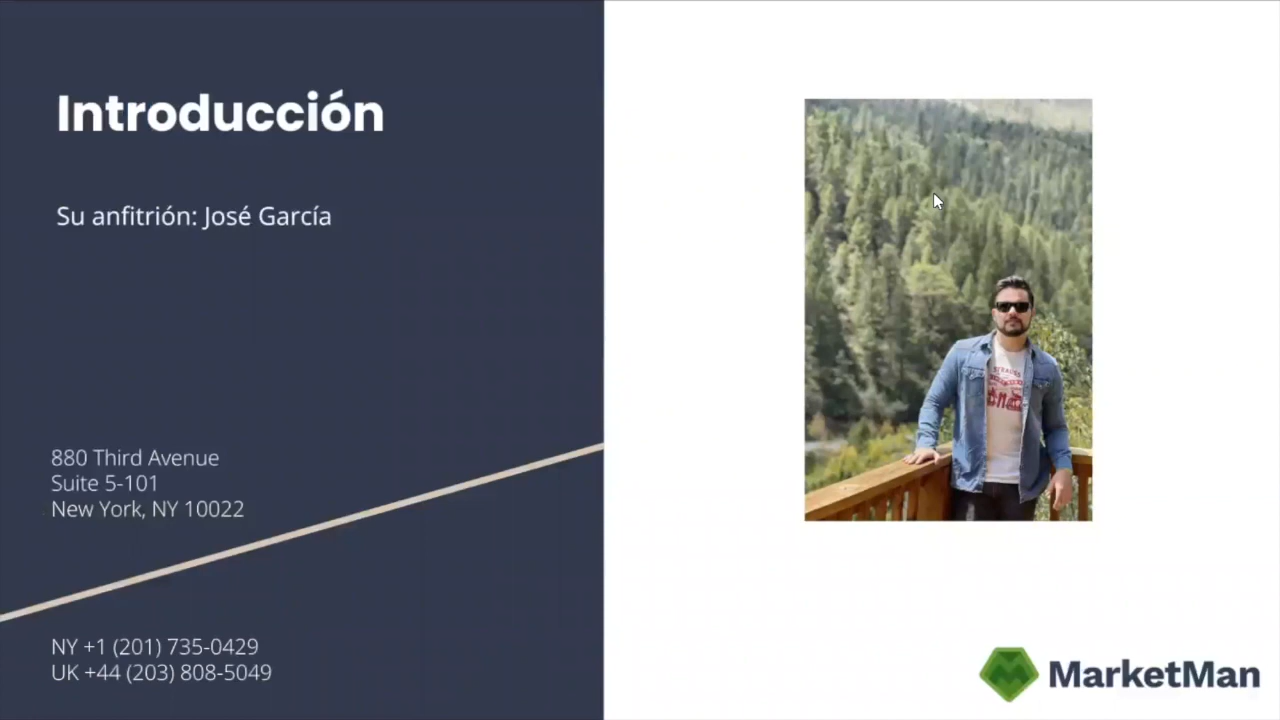 Introducción
Su anfitrión: José García
880 Third Avenue
Suite 5-101
New York, NY 10022
NY +1 (201) 735-0429
UK +44 (203) 808-5049
MarketMan